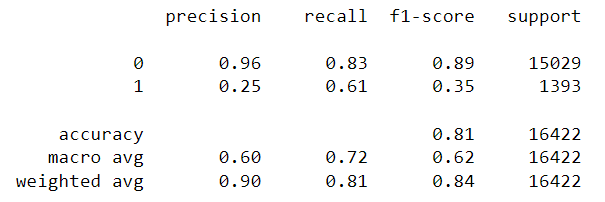 precision recall f1-score support
0 0.96 0.83 0.89 15029
1 0.25 0.61 0.35 1393
accuracy 0.81 16422
macro avg 0.60 0.72 0.62 16422
weighted avg 0.90 0.81 0.84 16422